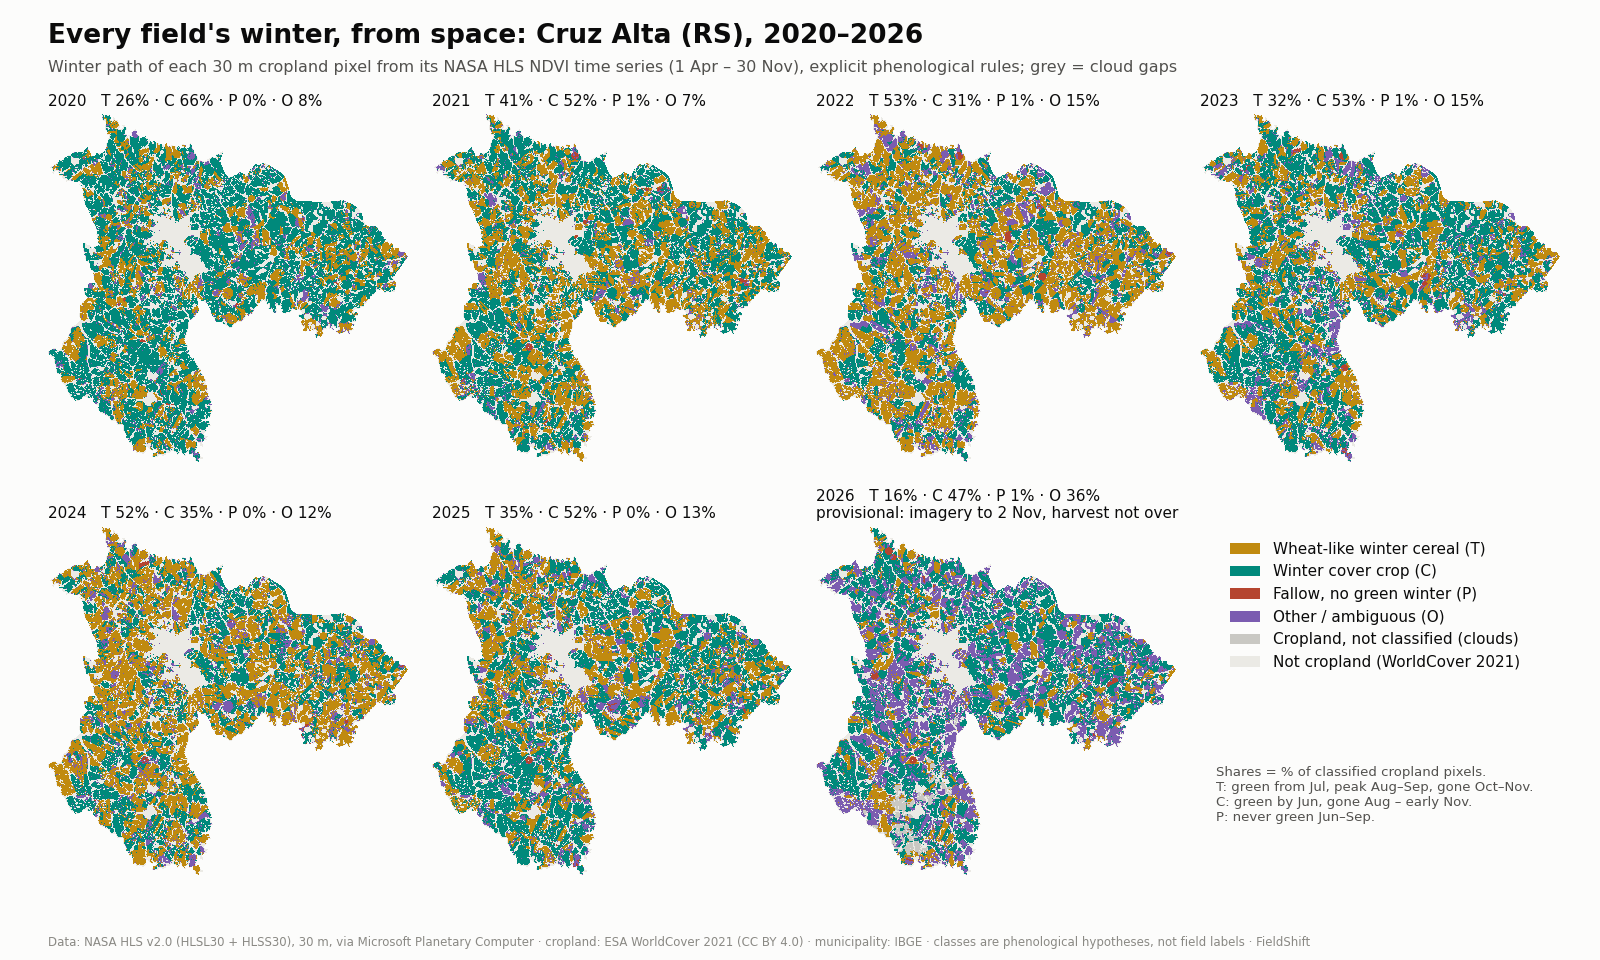 Every field's winter, from space: Cruz Alta (RS), 2020–2026
Winter path of each 30 m cropland pixel from its NASA HLS NDVI time series (1 Apr – 30 Nov), explicit phenological rules; grey = cloud gaps
2020 T 26% · C 66% · P 0% · O 8%
2021 T 41% · C 52% · P 1% · O 7%
2022 T 53% · C 31% · P 1% · O 15%
2023 T 32% · C 53% · P 1% · O 15%
2024 T 52% · C 35% · P 0% · O 12%
2025 T 35% · C 52% · P 0% · O 13%
2026 T 16% · C 47% · P 1% · O 36%
provisional: imagery to 2 Nov, harvest not over
Wheat-like winter cereal (T)
Winter cover crop (C)
Fallow, no green winter (P)
Other / ambiguous (O)
Cropland, not classified (clouds)
Not cropland (WorldCover 2021)
Shares = % of classified cropland pixels.
T: green from Jul, peak Aug–Sep, gone Oct–Nov.
C: green by Jun, gone Aug – early Nov.
P: never green Jun–Sep.
Data: NASA HLS v2.0 (HLSL30 + HLSS30), 30 m, via Microsoft Planetary Computer · cropland: ESA WorldCover 2021 (CC BY 4.0) · municipality: IBGE · classes are phenological hypotheses, not field labels · FieldShift